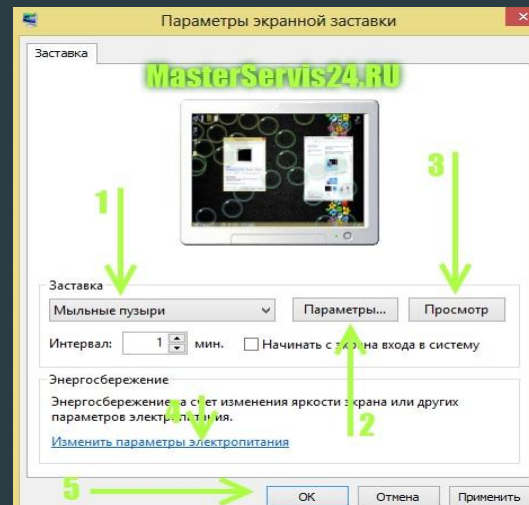 Параметры экранной заставки
Заставка
MasterServis24.RU
1
3
Заставка
Мыльные пузыри
Параметры...
Просмотр
Интервал: 1 мин. Начинать с экрана входа в систему
Энергосбережение
Энергосбережение за счет изменения яркости экрана или других
параметров электропитания.
4
2
Изменить параметры электропитания
5
ОК
Отмена
Применить